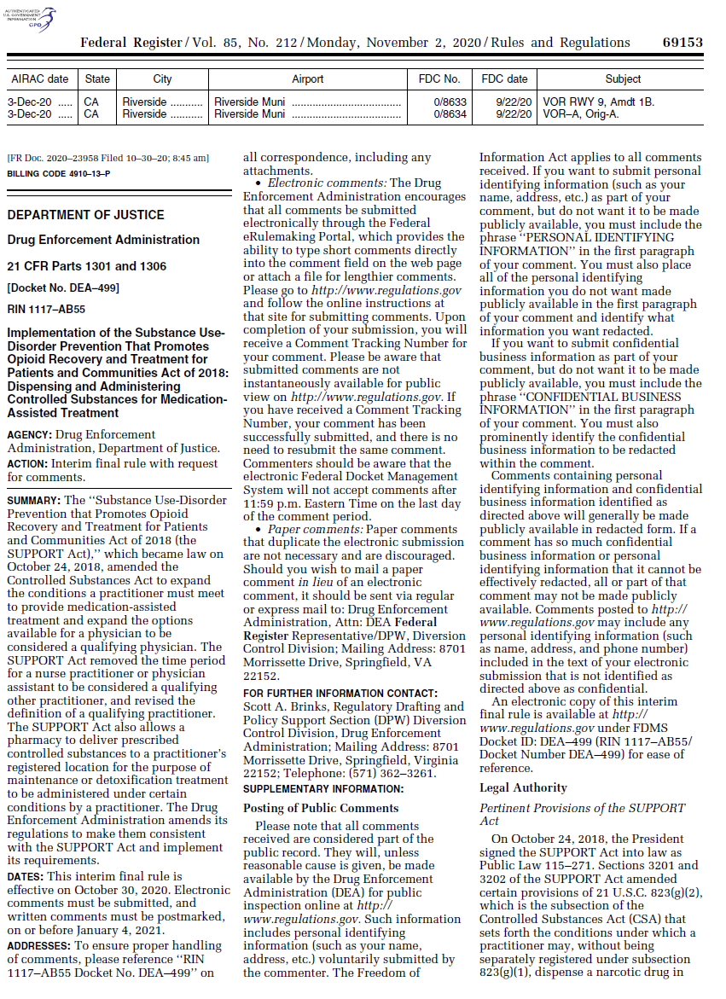 AUTHENTICATED
U.S. GOVERNMENT
INFORMATION
GPO
Federal Register / Vol. 85, No. 212 / Monday, November 2, 2020 / Rules and Regulations 69153
AIRAC date State City Airport FDC No. FDC date Subject
3-Dec-20 ..... CA Riverside ........... Riverside Muni ....................................... 0/8633 9/22/20 VOR RWY 9, Amdt 1B.
3-Dec-20 ..... CA Riverside ........... Riverside Muni ....................................... 0/8634 9/22/20 VOR–A, Orig-A.
[FR Doc. 2020–23958 Filed 10–30–20; 8:45 am]
BILLING CODE 4910–13–P
DEPARTMENT OF JUSTICE
Drug Enforcement Administration
21 CFR Parts 1301 and 1306
[Docket No. DEA–499]
RIN 1117–AB55
Implementation of the Substance Use-
Disorder Prevention That Promotes
Opioid Recovery and Treatment for
Patients and Communities Act of 2018:
Dispensing and Administering
Controlled Substances for Medication-
Assisted Treatment
AGENCY: Drug Enforcement
Administration, Department of Justice.
ACTION: Interim final rule with request
for comments.
SUMMARY: The ‘‘Substance Use-Disorder
Prevention that Promotes Opioid
Recovery and Treatment for Patients
and Communities Act of 2018 (the
SUPPORT Act),’’ which became law on
October 24, 2018, amended the
Controlled Substances Act to expand
the conditions a practitioner must meet
to provide medication-assisted
treatment and expand the options
available for a physician to be
considered a qualifying physician. The
SUPPORT Act removed the time period
for a nurse practitioner or physician
assistant to be considered a qualifying
other practitioner, and revised the
definition of a qualifying practitioner.
The SUPPORT Act also allows a
pharmacy to deliver prescribed
controlled substances to a practitioner’s
registered location for the purpose of
maintenance or detoxification treatment
to be administered under certain
conditions by a practitioner. The Drug
Enforcement Administration amends its
regulations to make them consistent
with the SUPPORT Act and implement
its requirements.
DATES: This interim final rule is
effective on October 30, 2020. Electronic
comments must be submitted, and
written comments must be postmarked,
on or before January 4, 2021.
ADDRESSES: To ensure proper handling
of comments, please reference ‘‘RIN
1117–AB55 Docket No. DEA–499’’ on
all correspondence, including any
attachments.
• Electronic comments: The Drug
Enforcement Administration encourages
that all comments be submitted
electronically through the Federal
eRulemaking Portal, which provides the
ability to type short comments directly
into the comment field on the web page
or attach a file for lengthier comments.
Please go to http://www.regulations.gov
and follow the online instructions at
that site for submitting comments. Upon
completion of your submission, you will
receive a Comment Tracking Number for
your comment. Please be aware that
submitted comments are not
instantaneously available for public
view on http://www.regulations.gov. If
you have received a Comment Tracking
Number, your comment has been
successfully submitted, and there is no
need to resubmit the same comment.
Commenters should be aware that the
electronic Federal Docket Management
System will not accept comments after
11:59 p.m. Eastern Time on the last day
of the comment period.
• Paper comments: Paper comments
that duplicate the electronic submission
are not necessary and are discouraged.
Should you wish to mail a paper
comment in lieu of an electronic
comment, it should be sent via regular
or express mail to: Drug Enforcement
Administration, Attn: DEA Federal
Register Representative/DPW, Diversion
Control Division; Mailing Address: 8701
Morrissette Drive, Springfield, VA
22152.
FOR FURTHER INFORMATION CONTACT:
Scott A. Brinks, Regulatory Drafting and
Policy Support Section (DPW) Diversion
Control Division, Drug Enforcement
Administration; Mailing Address: 8701
Morrissette Drive, Springfield, Virginia
22152; Telephone: (571) 362–3261.
SUPPLEMENTARY INFORMATION:
Posting of Public Comments
Please note that all comments
received are considered part of the
public record. They will, unless
reasonable cause is given, be made
available by the Drug Enforcement
Administration (DEA) for public
inspection online at http://
www.regulations.gov. Such information
includes personal identifying
information (such as your name,
address, etc.) voluntarily submitted by
the commenter. The Freedom of
Information Act applies to all comments
received. If you want to submit personal
identifying information (such as your
name, address, etc.) as part of your
comment, but do not want it to be made
publicly available, you must include the
phrase ‘‘PERSONAL IDENTIFYING
INFORMATION’’ in the first paragraph
of your comment. You must also place
all of the personal identifying
information you do not want made
publicly available in the first paragraph
of your comment and identify what
information you want redacted.
If you want to submit confidential
business information as part of your
comment, but do not want it to be made
publicly available, you must include the
phrase ‘‘CONFIDENTIAL BUSINESS
INFORMATION’’ in the first paragraph
of your comment. You must also
prominently identify the confidential
business information to be redacted
within the comment.
Comments containing personal
identifying information and confidential
business information identified as
directed above will generally be made
publicly available in redacted form. If a
comment has so much confidential
business information or personal
identifying information that it cannot be
effectively redacted, all or part of that
comment may not be made publicly
available. Comments posted to http://
www.regulations.gov may include any
personal identifying information (such
as name, address, and phone number)
included in the text of your electronic
submission that is not identified as
directed above as confidential.
An electronic copy of this interim
final rule is available at http://
www.regulations.gov under FDMS
Docket ID: DEA–499 (RIN 1117–AB55/
Docket Number DEA–499) for ease of
reference.
Legal Authority
Pertinent Provisions of the SUPPORT
Act
On October 24, 2018, the President
signed the SUPPORT Act into law as
Public Law 115–271. Sections 3201 and
3202 of the SUPPORT Act amended
certain provisions of 21 U.S.C. 823(g)(2),
which is the subsection of the
Controlled Substances Act (CSA) that
sets forth the conditions under which a
practitioner may, without being
separately registered under subsection
823(g)(1), dispense a narcotic drug in